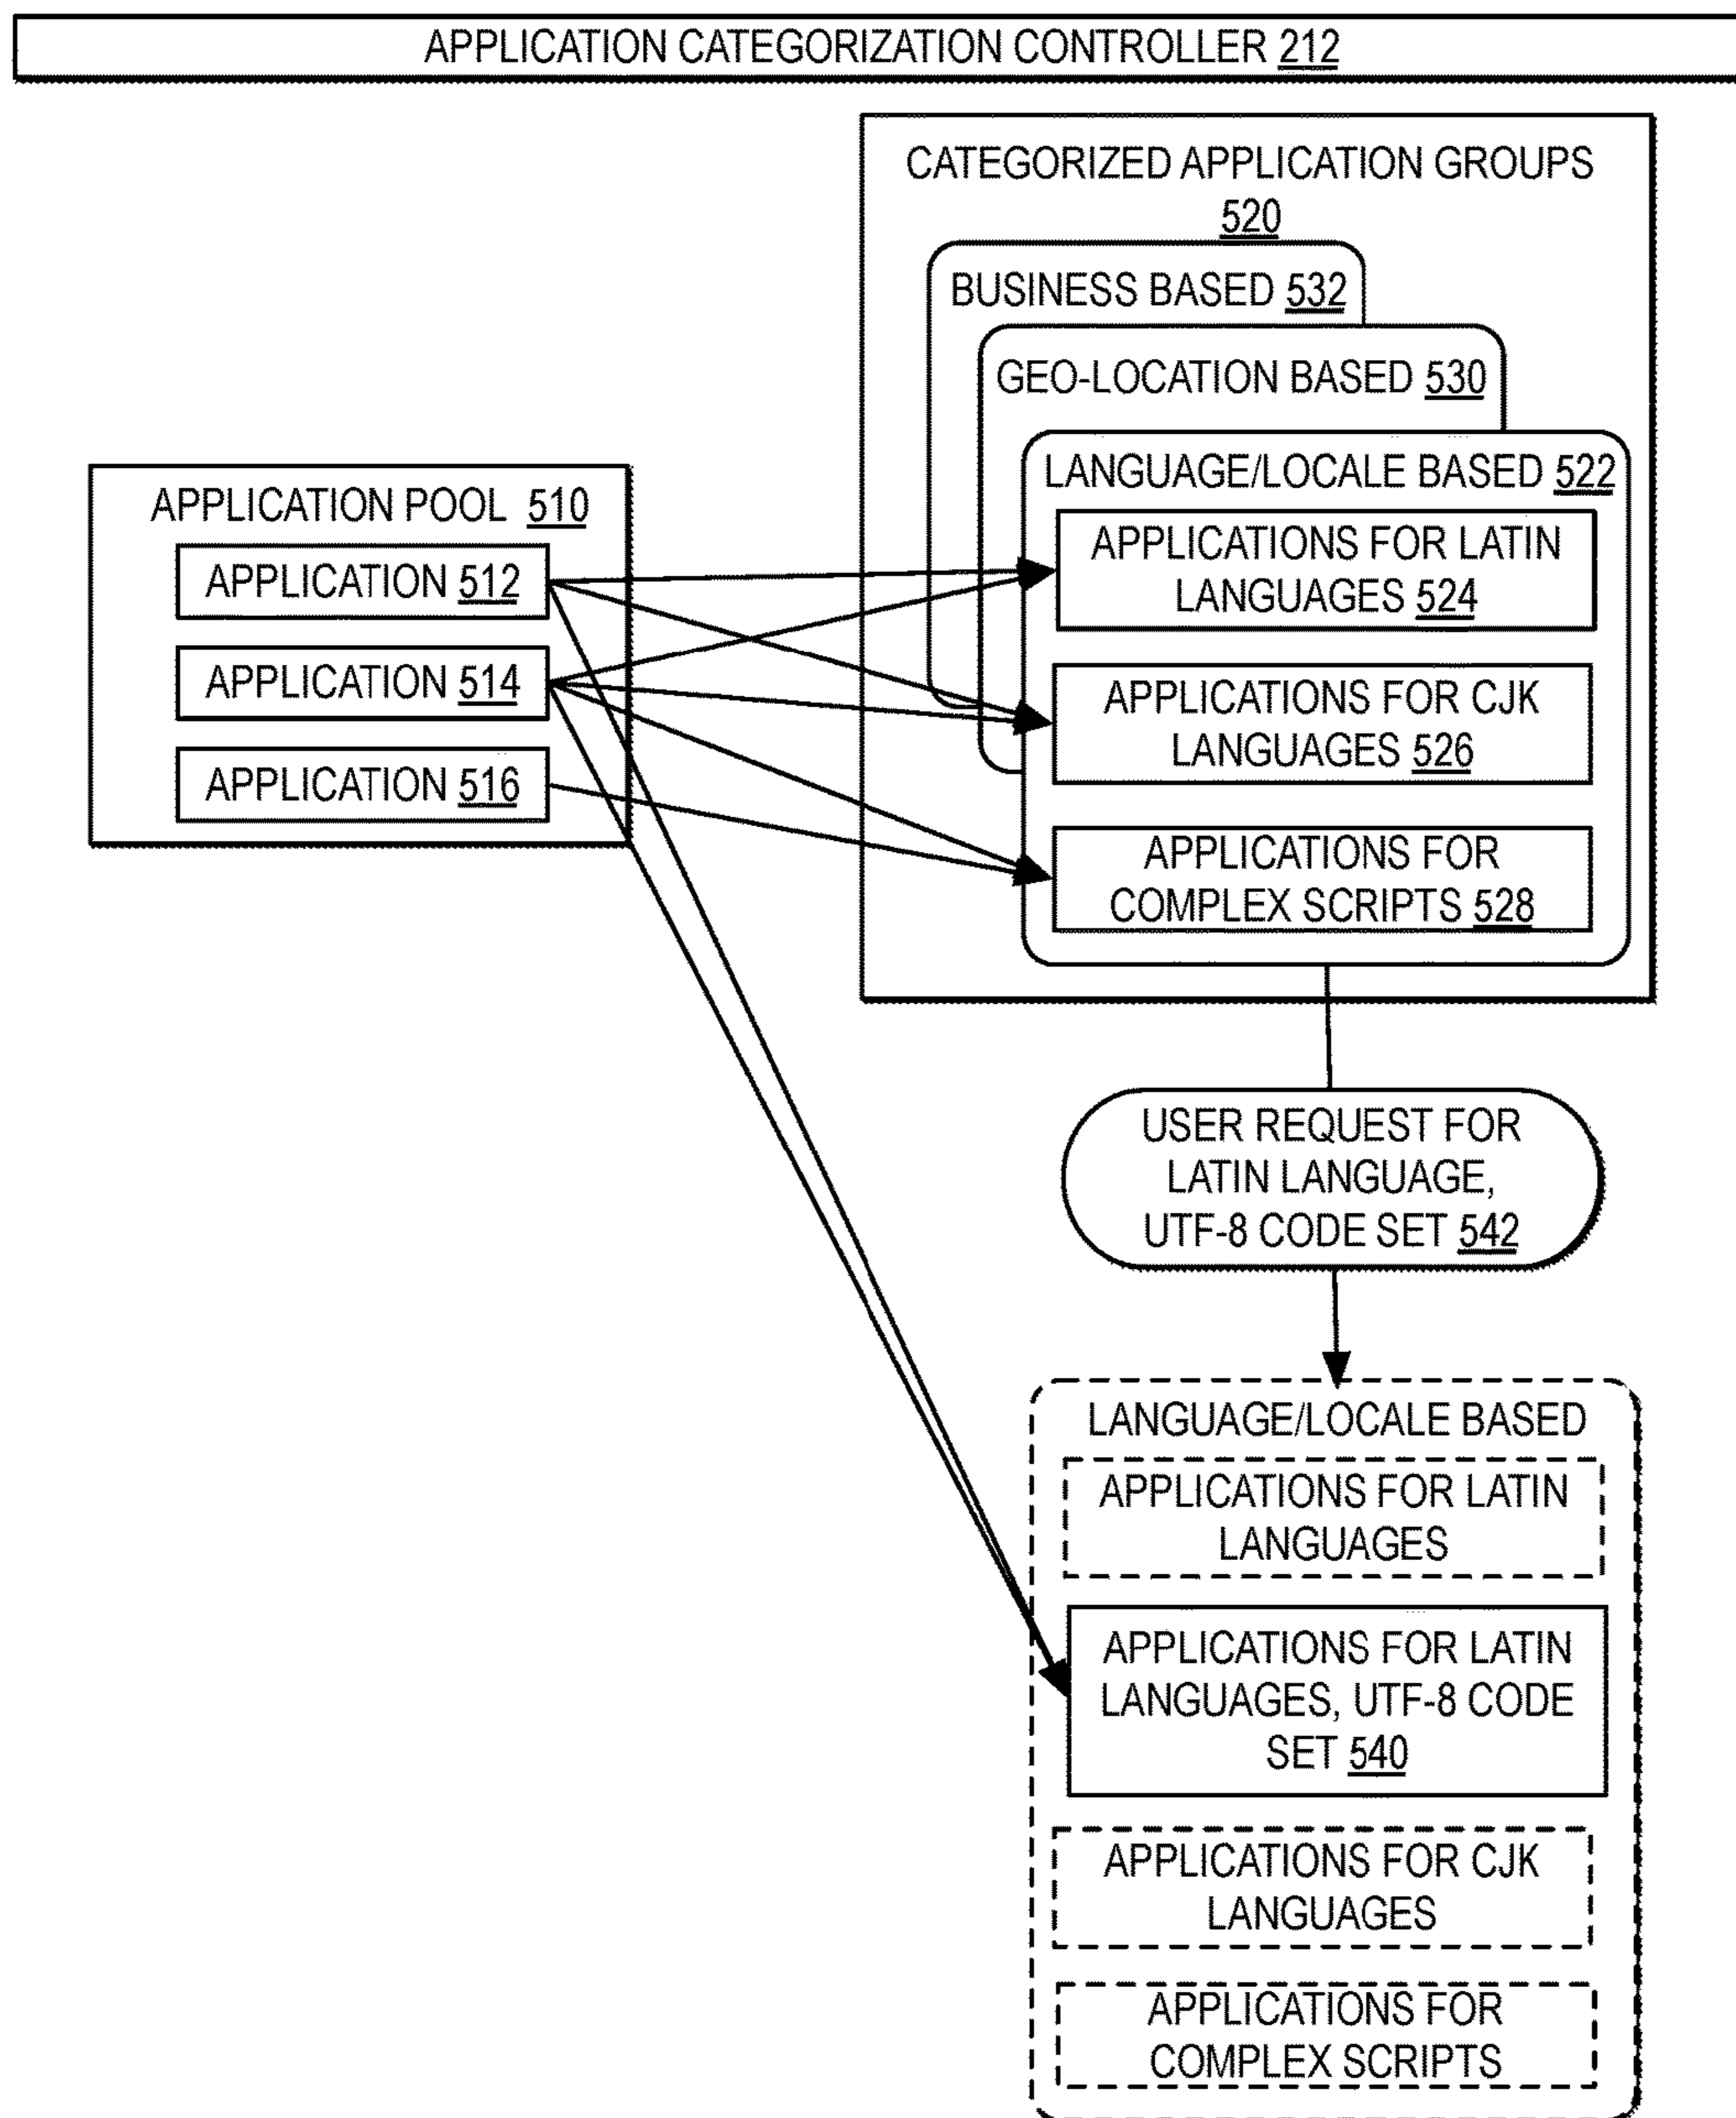 APPLICATION CATEGORIZATION CONTROLLER 212
CATEGORIZED APPLICATION GROUPS
520
BUSINESS BASED 532
GEO-LOCATION BASED 530
LANGUAGE/LOCALE BASED 522
APPLICATIONS FOR LATIN
LANGUAGES 524
APPLICATIONS FOR CJK
LANGUAGES 526
APPLICATIONS FOR
COMPLEX SCRIPTS 528
APPLICATION POOL 510
APPLICATION 512
APPLICATION 514
APPLICATION 516
USER REQUEST FOR
LATIN LANGUAGE,
UTF-8 CODE SET 542
LANGUAGE/LOCALE BASED
APPLICATIONS FOR LATIN
LANGUAGES
APPLICATIONS FOR LATIN
LANGUAGES, UTF-8 CODE
SET 540
APPLICATIONS FOR CJK
LANGUAGES
APPLICATIONS FOR
COMPLEX SCRIPTS